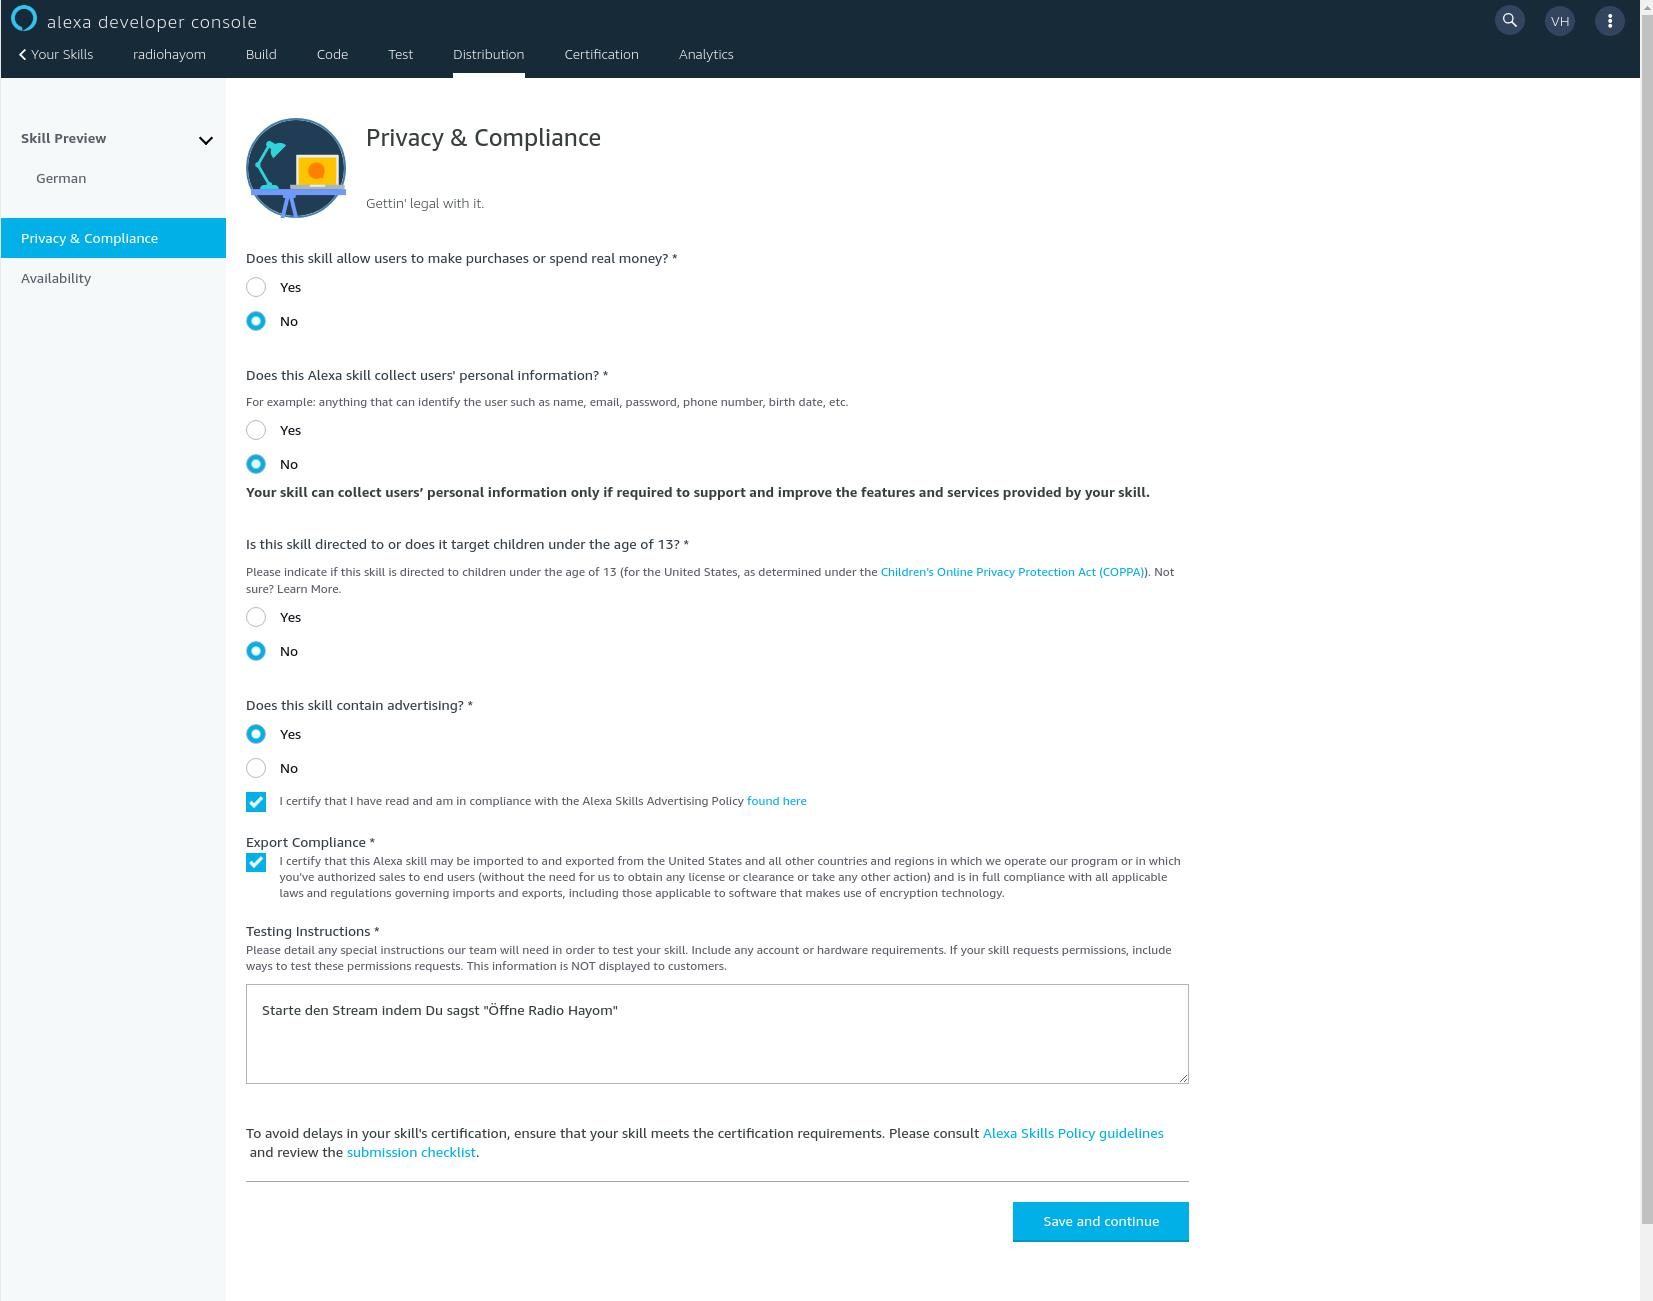 alexa developer console
VH
Your Skills radiohayom Build Code Test Distribution Certification Analytics
Skill Preview
German
Privacy & Compliance
Availability
Privacy & Compliance
Gettin' legal with it.
Does this skill allow users to make purchases or spend real money? *
Yes
No
Does this Alexa skill collect users' personal information? *
For example: anything that can identify the user such as name, email, password, phone number, birth date, etc.
Yes
No
Your skill can collect users’ personal information only if required to support and improve the features and services provided by your skill.
Is this skill directed to or does it target children under the age of 13? *
Please indicate if this skill is directed to children under the age of 13 (for the United States, as determined under the Children's Online Privacy Protection Act (COPPA)). Not
sure? Learn More.
Yes
No
Does this skill contain advertising? *
Yes
No
I certify that I have read and am in compliance with the Alexa Skills Advertising Policy found here
Export Compliance *
I certify that this Alexa skill may be imported to and exported from the United States and all other countries and regions in which we operate our program or in which
you've authorized sales to end users (without the need for us to obtain any license or clearance or take any other action) and is in full compliance with all applicable
laws and regulations governing imports and exports, including those applicable to software that makes use of encryption technology.
Testing Instructions *
Please detail any special instructions our team will need in order to test your skill. Include any account or hardware requirements. If your skill requests permissions, include
ways to test these permissions requests. This information is NOT displayed to customers.
Starte den Stream indem Du sagst "Öffne Radio Hayom"
To avoid delays in your skill's certification, ensure that your skill meets the certification requirements. Please consult Alexa Skills Policy guidelines
and review the submission checklist.
Save and continue